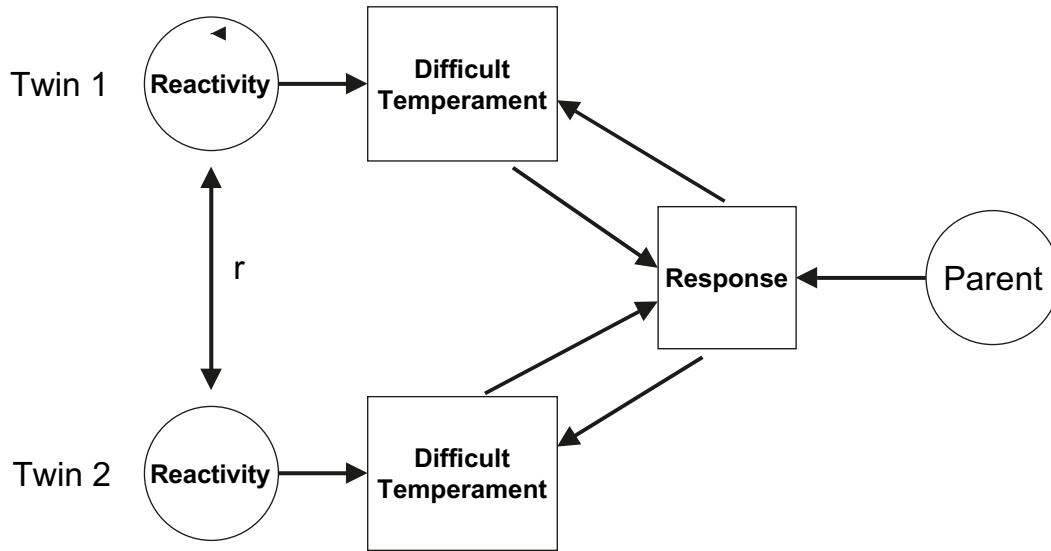 Twin 1
Reactivity
Difficult
Temperament
r
Response
Parent
Twin 2
Reactivity
Difficult
Temperament